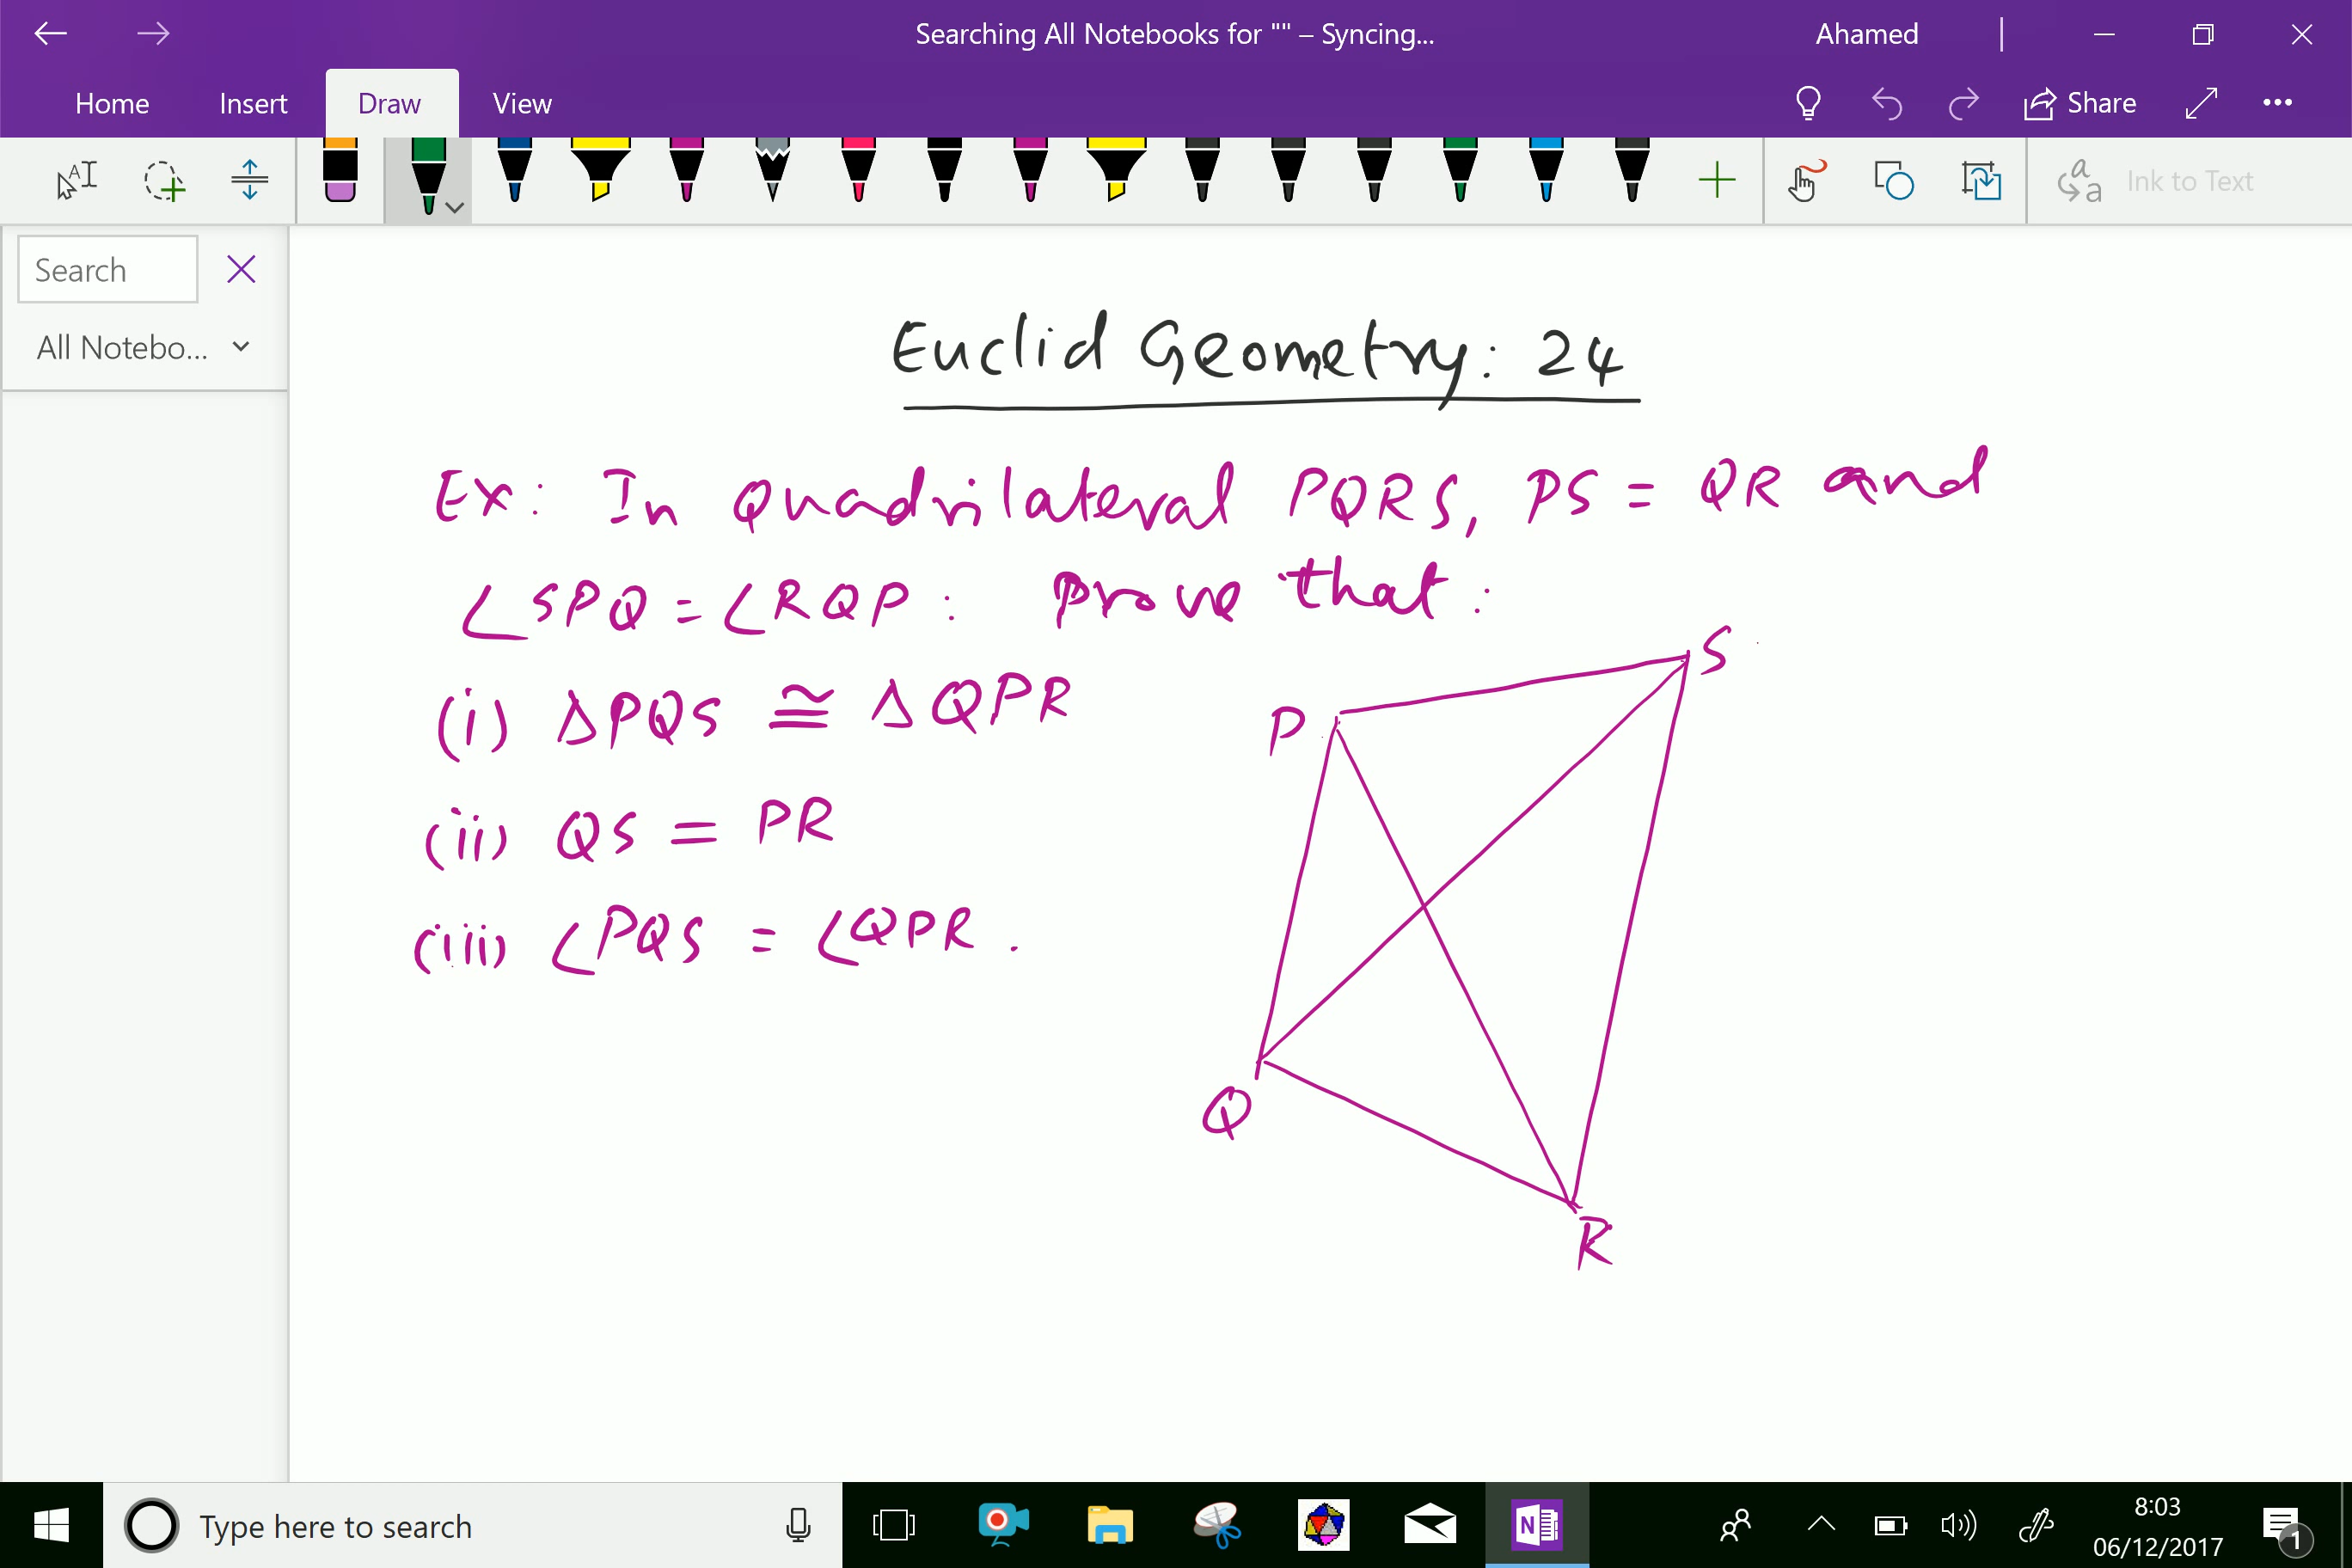 Searching All Notebooks for "" – Syncing...
Ahamed
Home Insert Draw View
Share
Ink to Text
Search
All Notebo...
Euclid Geometry: 24
Ex: In Quadrilateral PQRS, PS = QR and
∠SPQ = ∠RQP : prove that :
(i) ΔPQS ≅ ΔQPR
(ii) QS = PR
(iii) ∠PQS = ∠QPR .
P
S
Q
R
Type here to search
N
8:03
06/12/2017
1